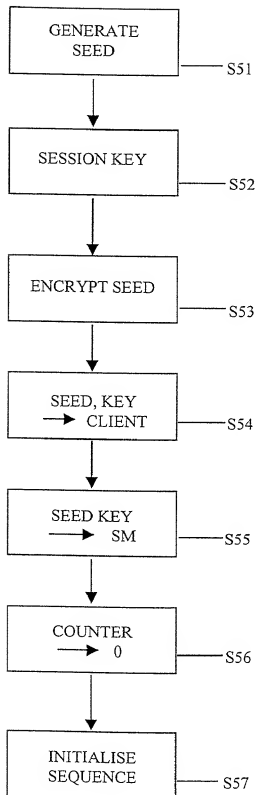 GENERATE
SEED
S51
SESSION KEY
S52
ENCRYPT SEED
S53
SEED, KEY
→ CLIENT
S54
SEED KEY
→ SM
S55
COUNTER
→ 0
S56
INITIALISE
SEQUENCE
S57